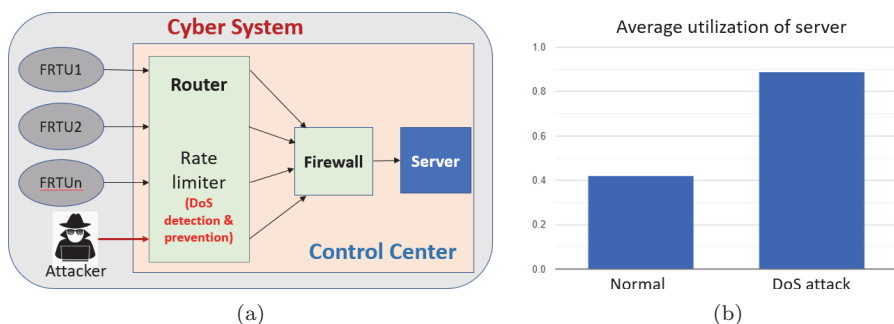 Cyber System
FRTU1
FRTU2
FRTUn
Attacker
Router
Rate
limiter
(DoS
detection &
prevention)
Firewall
Server
Control Center
(a)
Average utilization of server
1.0
0.8
0.6
0.4
0.2
0.0
Normal
DoS attack
(b)